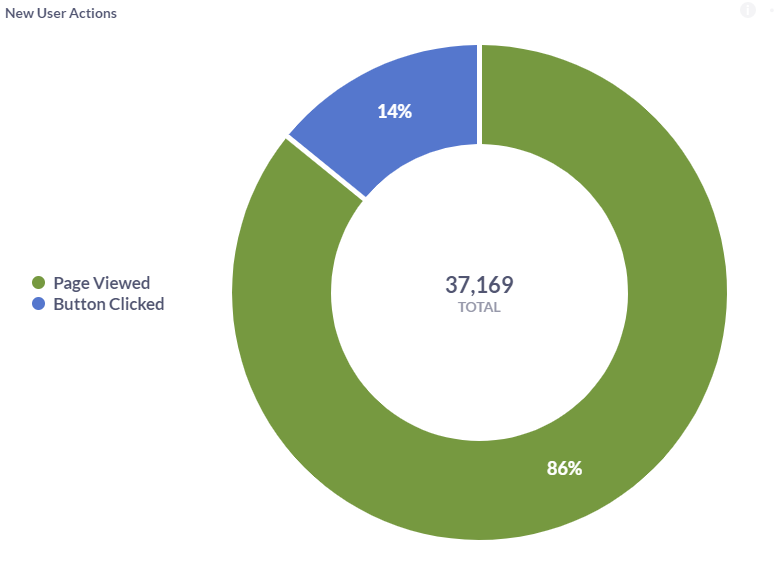 New User Actions
14%
Page Viewed
Button Clicked
37,169
TOTAL
86%